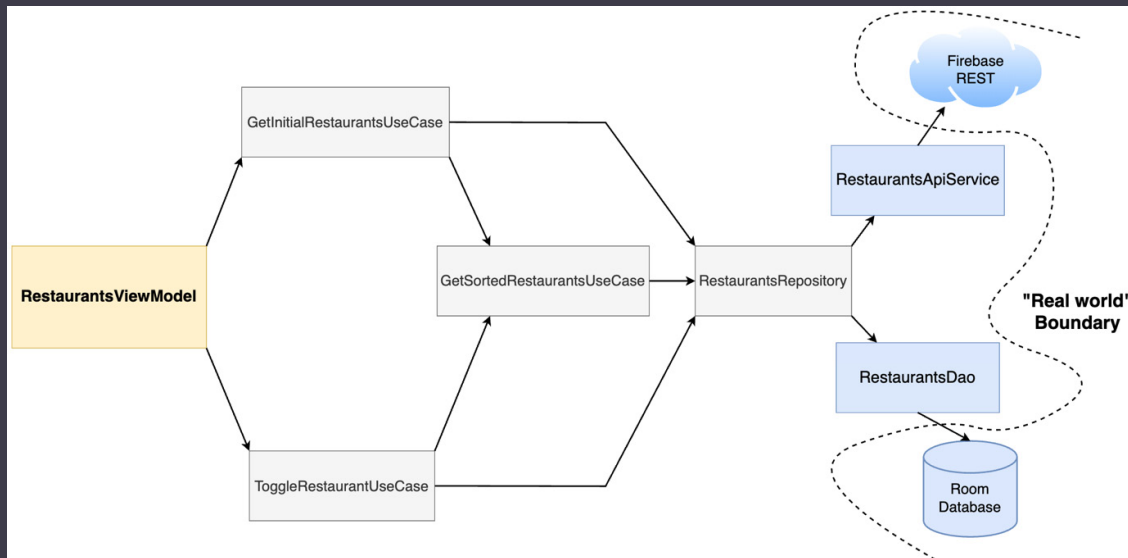 Firebase
REST
GetInitialRestaurantsUseCase
RestaurantsApiService
RestaurantsViewModel
GetSortedRestaurantsUseCase
RestaurantsRepository
"Real world"
Boundary
RestaurantsDao
ToggleRestaurantUseCase
Room
Database